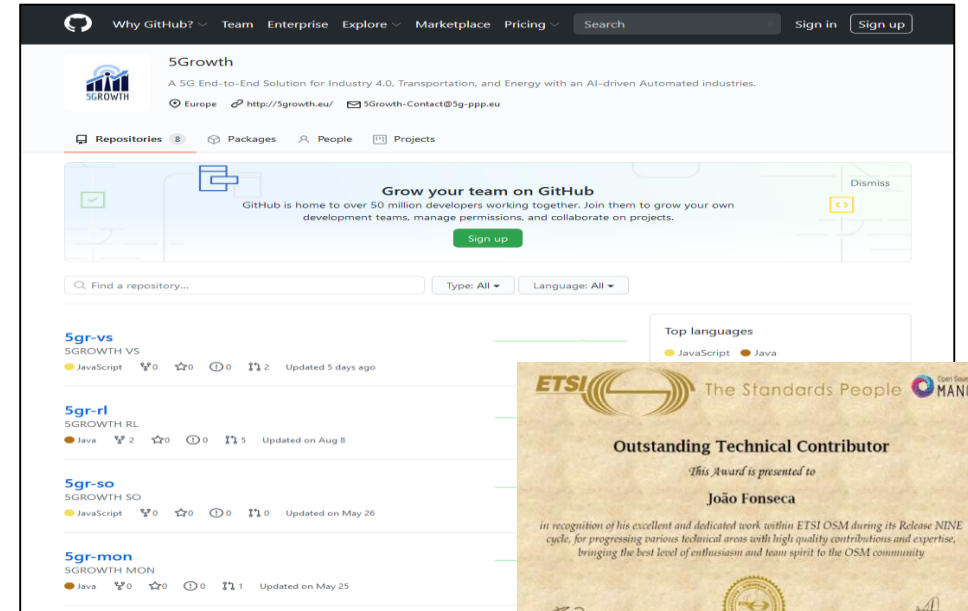 Why GitHub? Team Enterprise Explore Marketplace Pricing Search Sign in Sign up
5GROWTH
5Growth
A 5G End-to-End Solution for Industry 4.0, Transportation, and Energy with an AI-driven Automated industries.
Europe http://5growth.eu/ 5Growth-Contact@5g-ppp.eu
Repositories 8 Packages People Projects
Dismiss
Grow your team on GitHub
GitHub is home to over 50 million developers working together. Join them to grow your own
development teams, manage permissions, and collaborate on projects.
Sign up
Find a repository... Type: All Language: All
5gr-vs
5GROWTH VS
JavaScript 0 0 0 2 Updated 5 days ago
5gr-rl
5GROWTH RL
Java 2 0 0 5 Updated on Aug 8
5gr-so
5GROWTH SO
JavaScript 0 0 0 0 Updated on May 26
5gr-mon
5GROWTH MON
Java 0 0 0 1 Updated on May 25
Top languages
JavaScript Java
ETSI The Standards People
Open Sour
MAN
Outstanding Technical Contributor
This Award is presented to
João Fonseca
in recognition of his excellent and dedicated work within ETSI OSM during its Release NINE
cycle, for progressing various technical areas with high quality contributions and expertise,
bringing the best level of enthusiasm and team spirit to the OSM community